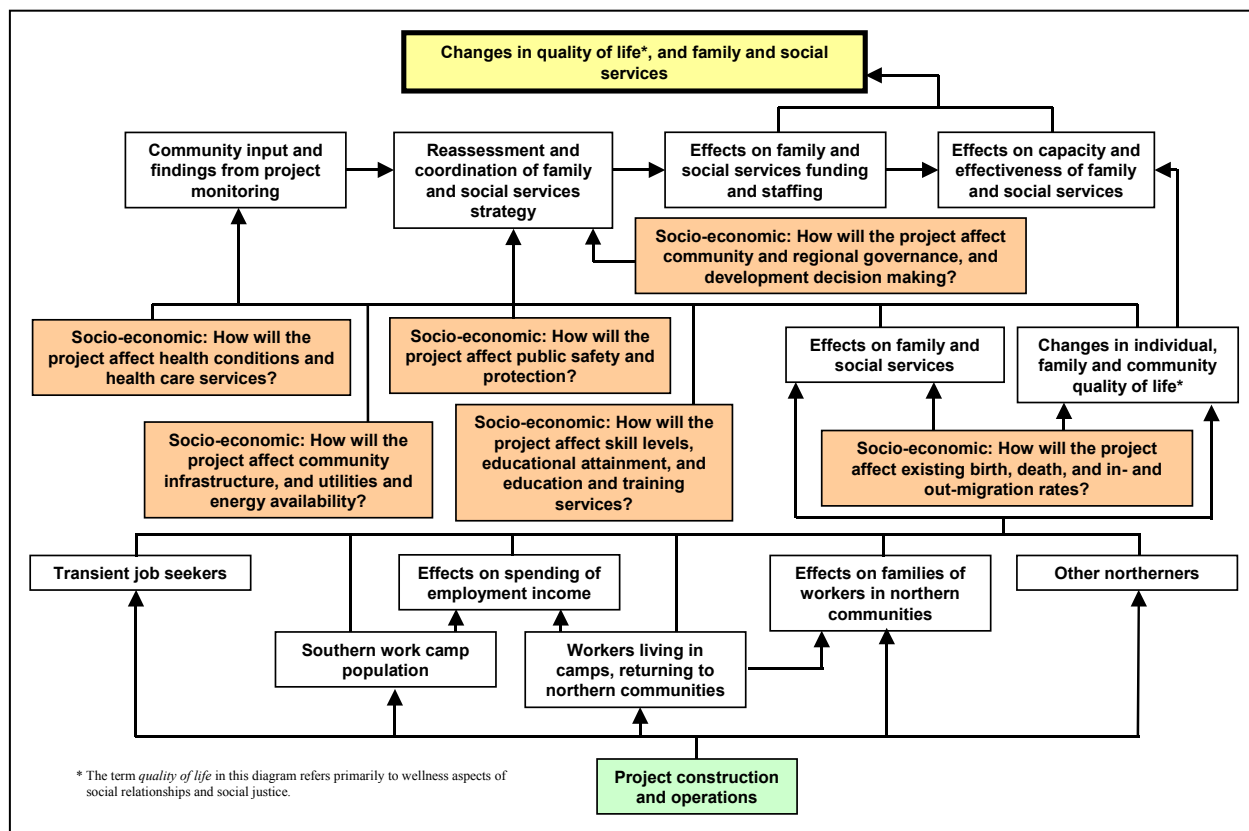 Changes in quality of life*, and family and social
services
Community input and
findings from project
monitoring
Reassessment and
coordination of family
and social services
strategy
Effects on family and
social services funding
and staffing
Effects on capacity and
effectiveness of family
and social services
Socio-economic: How will the project affect
community and regional governance, and
development decision making?
Socio-economic: How will the
project affect health conditions and
health care services?
Socio-economic: How will the
project affect public safety and
protection?
Effects on family and
social services
Changes in individual,
family and community
quality of life*
Socio-economic: How will the
project affect community
infrastructure, and utilities and
energy availability?
Socio-economic: How will the
project affect skill levels,
educational attainment, and
education and training
services?
Socio-economic: How will the project
affect existing birth, death, and in- and
out-migration rates?
Transient job seekers
Effects on spending of
employment income
Effects on families of
workers in northern
communities
Other northerners
Southern work camp
population
Workers living in
camps, returning to
northern communities
Project construction
and operations
* The term quality of life in this diagram refers primarily to wellness aspects of
social relationships and social justice.